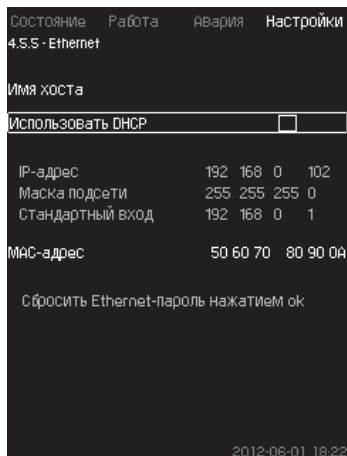 Состояние Работа Авария Настройки
4.5.5 - Ethernet
Имя хоста
Использовать DHCP
IP-адрес 192 168 0 102
Маска подсети 255 255 255 0
Стандартный вход 192 168 0 1
MAC-адрес 50 60 70 80 90 0A
Сбросить Ethernet-пароль нажатием ok
2012-06-01 18:22